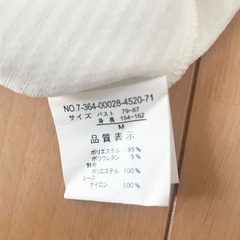 NO.7-364-00028-4520-71
サイズ バスト 79-87
身長 154-162
M
品質表示
ポリエステル 95%
ポリウレタン 5%
別布
ポリエステル 100%
レース
ナイロン 100%